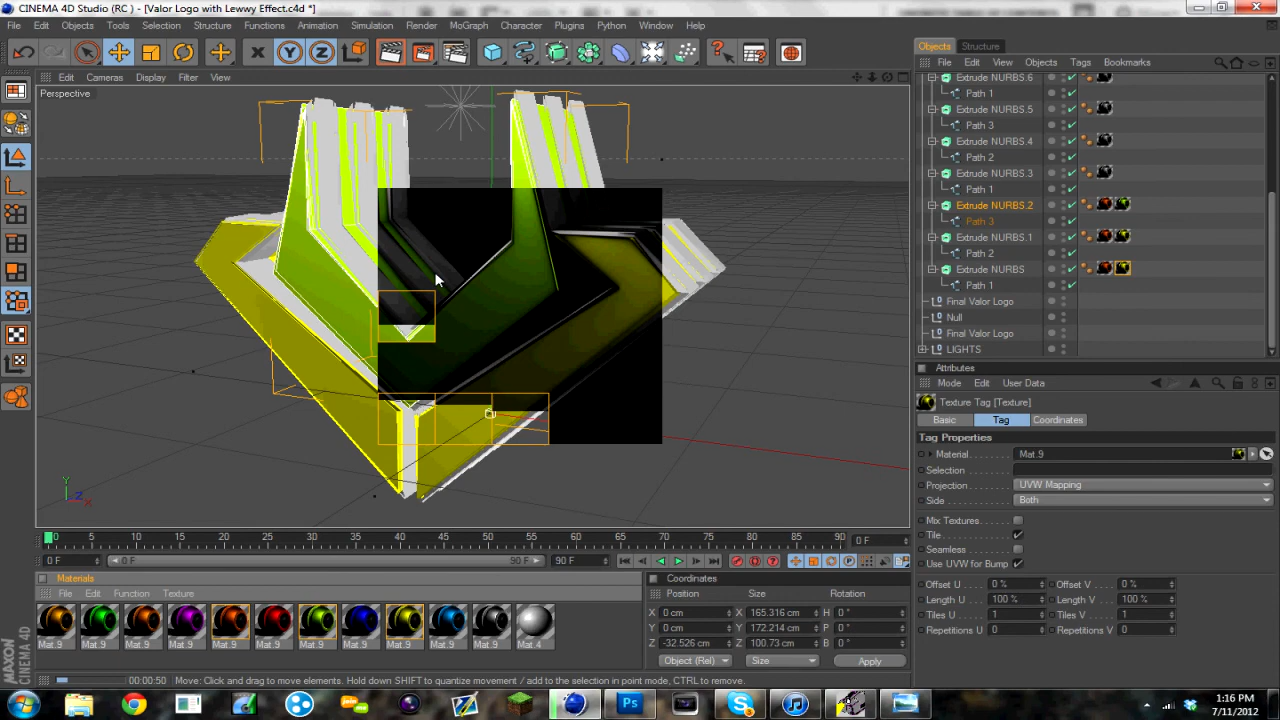 CINEMA 4D Studio (RC ) - [Valor Logo with Lewwy Effect.c4d *]
File Edit Objects Tools Selection Structure Functions Animation Simulation Render MoGraph Character Plugins Python Window Help
Objects Structure
File Edit View Objects Tags Bookmarks
Edit Cameras Display Filter View
Perspective
Extrude NURBS.6
Path 1
Extrude NURBS.5
Path 3
Extrude NURBS.4
Path 2
Extrude NURBS.3
Path 1
Extrude NURBS.2
Path 3
Extrude NURBS.1
Path 2
Extrude NURBS
Path 1
Final Valor Logo
Null
Final Valor Logo
LIGHTS
Attributes
Mode Edit User Data
Texture Tag [Texture]
Basic Tag Coordinates
Tag Properties
Material Mat.9
Selection
Projection UVW Mapping
Side Both
Mix Textures
Tile
Seamless
Use UVW for Bump
Offset U 0 % Offset V 0 %
Length U 100 % Length V 100 %
Tiles U 1 Tiles V 1
Repetitions U 0 Repetitions V 0
Y
Z
X
0 5 10 15 20 25 30 35 40 45 50 55 60 65 70 75 80 85 90 0 F
0 F 0 F 90 F 90 F
Materials
File Edit Function Texture
Mat.9 Mat.9 Mat.9 Mat.9 Mat.9 Mat.9 Mat.9 Mat.9 Mat.9 Mat.9 Mat.9 Mat.4
Coordinates
Position Size Rotation
X 0 cm X 165.316 cm H 0 °
Y 0 cm Y 172.214 cm P 0 °
Z -32.526 cm Z 100.73 cm B 0 °
Object (Rel) Size Apply
MAXON
CINEMA 4D
00:00:50 Move: Click and drag to move elements. Hold down SHIFT to quantize movement / add to the selection in point mode, CTRL to remove.
1:16 PM
7/11/2012